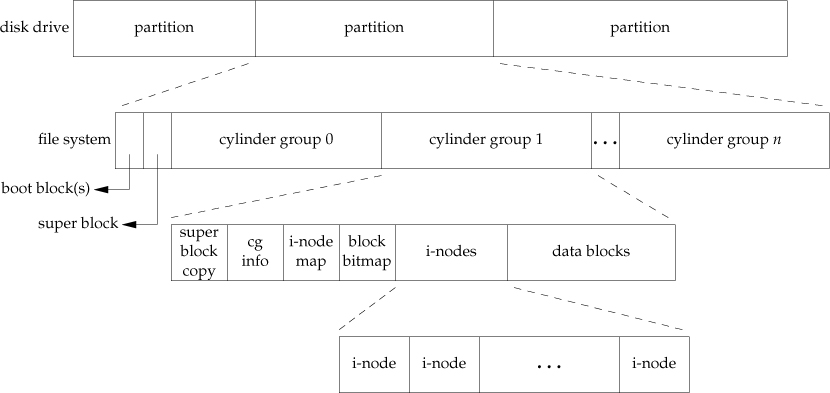 disk drive
partition
partition
partition
file system
cylinder group 0
cylinder group 1
...
cylinder group n
boot block(s)
super block
super
block
copy
cg
info
i-node
map
block
bitmap
i-nodes
data blocks
i-node
i-node
...
i-node